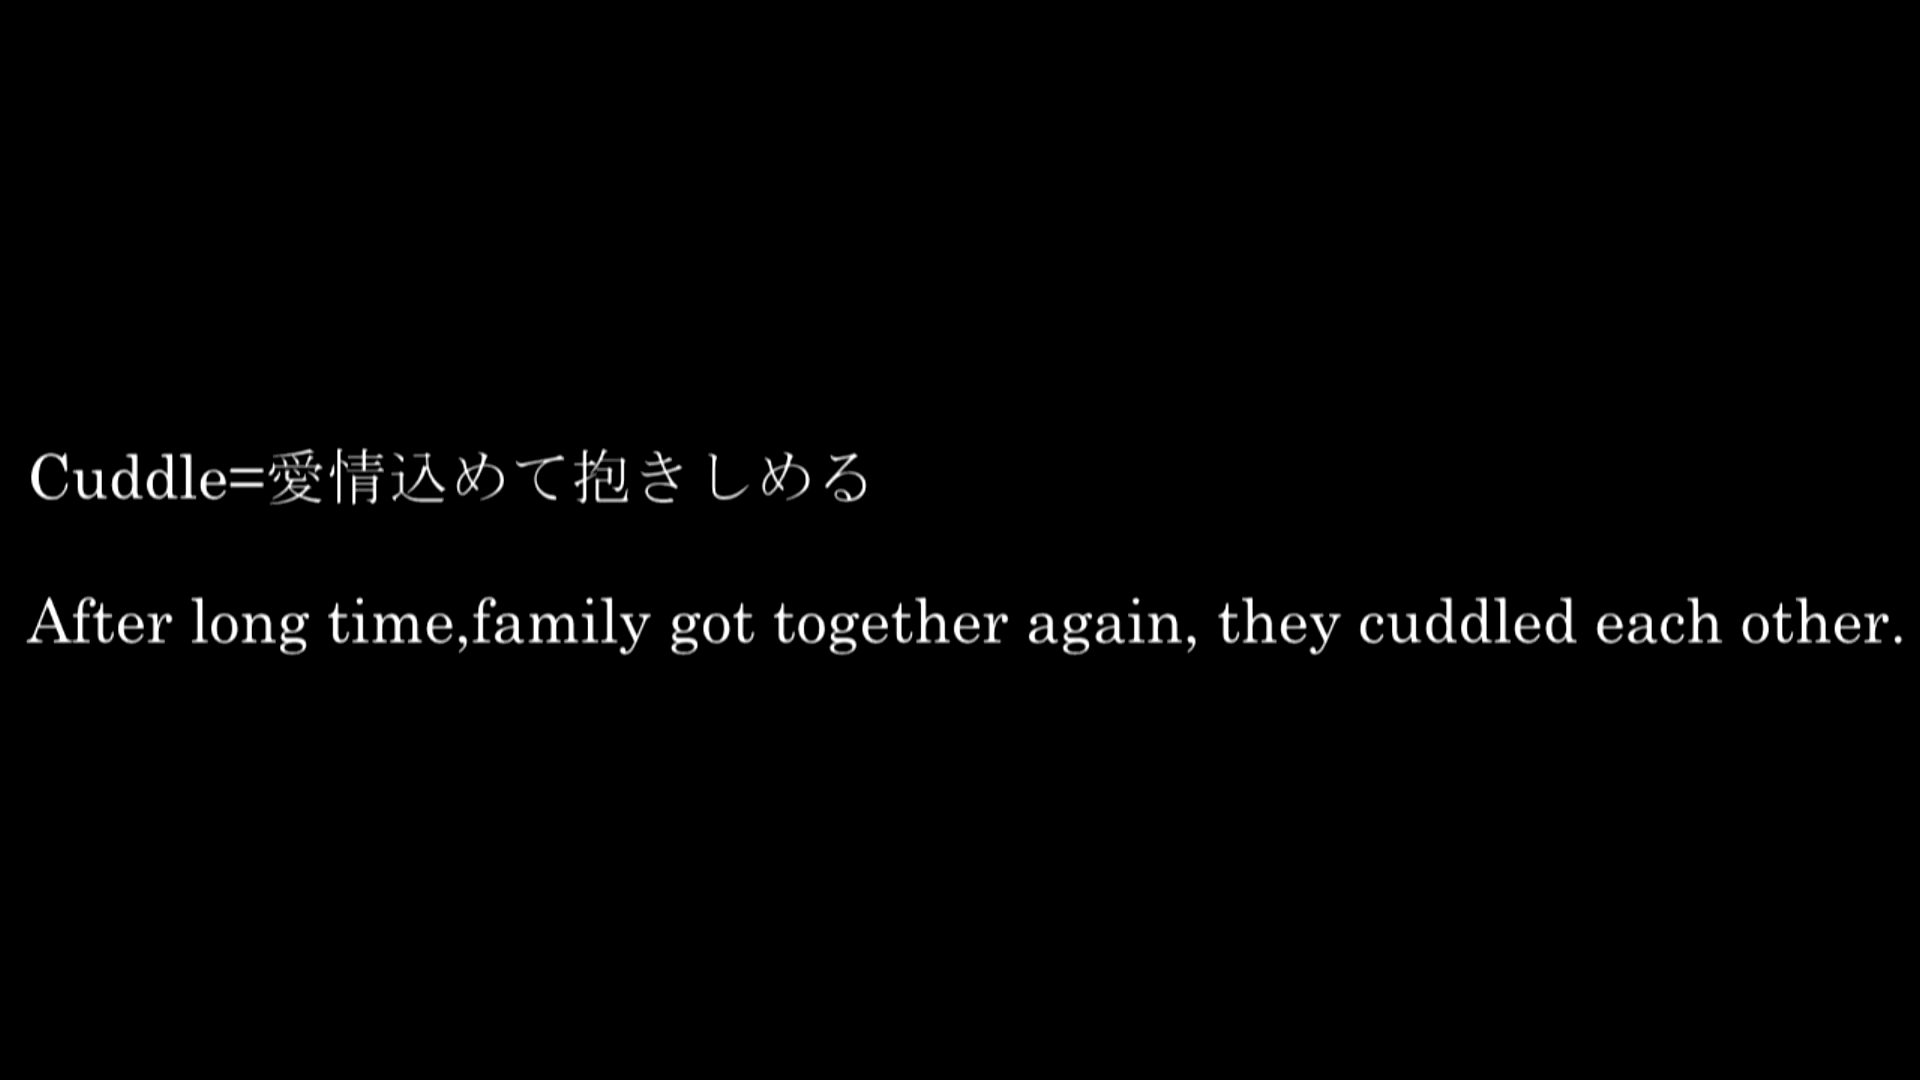 Cuddle=愛情込めて抱きしめる
After long time,family got together again, they cuddled each other.